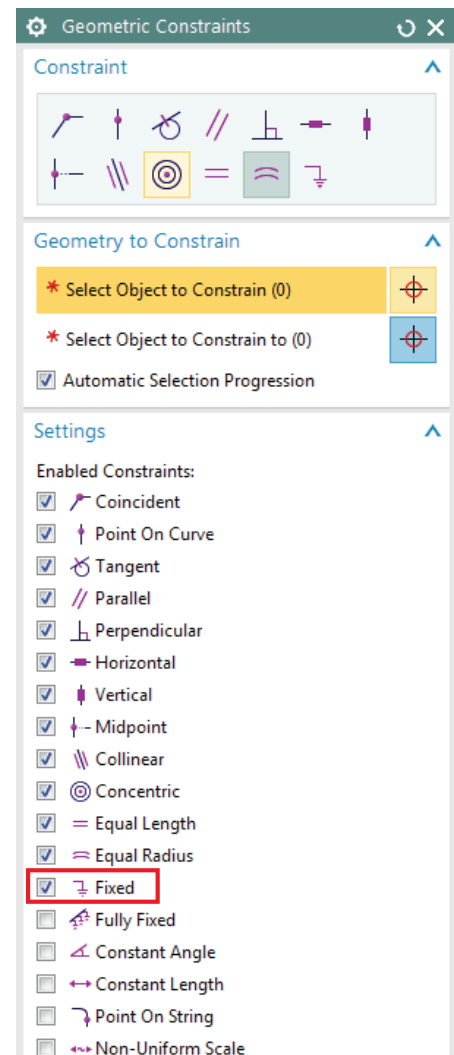 Geometric Constraints
Constraint
Geometry to Constrain
* Select Object to Constrain (0)
* Select Object to Constrain to (0)
Automatic Selection Progression
Settings
Enabled Constraints:
Coincident
Point On Curve
Tangent
Parallel
Perpendicular
Horizontal
Vertical
Midpoint
Collinear
Concentric
Equal Length
Equal Radius
Fixed
Fully Fixed
Constant Angle
Constant Length
Point On String
Non-Uniform Scale